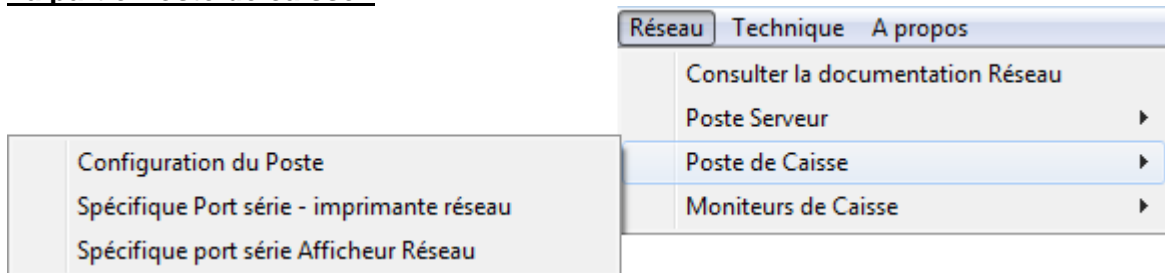 Réseau Technique A propos
Consulter la documentation Réseau
Poste Serveur
Poste de Caisse
Moniteurs de Caisse
Configuration du Poste
Spécifique Port série - imprimante réseau
Spécifique port série Afficheur Réseau